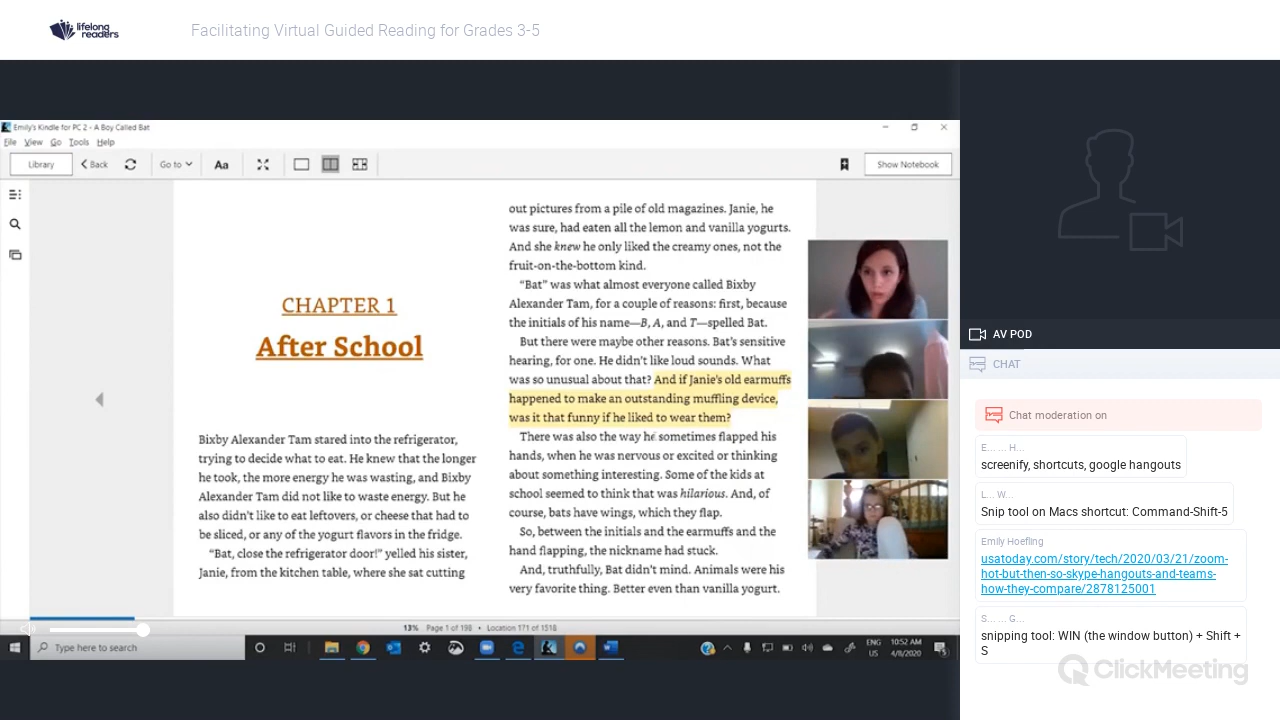 lifelong
readers
Facilitating Virtual Guided Reading for Grades 3-5
Emily's Kindle for PC 2 - A Boy Called Bat
File View Go Tools Help
Library Back Go to Aa Show Notebook
CHAPTER 1
After School
Bixby Alexander Tam stared into the refrigerator,
trying to decide what to eat. He knew that the longer
he took, the more energy he was wasting, and Bixby
Alexander Tam did not like to waste energy. But he
also didn't like to eat leftovers, or cheese that had to
be sliced, or any of the yogurt flavors in the fridge.
"Bat, close the refrigerator door!" yelled his sister,
Janie, from the kitchen table, where she sat cutting
out pictures from a pile of old magazines. Janie, he
was sure, had eaten all the lemon and vanilla yogurts.
And she knew he only liked the creamy ones, not the
fruit-on-the-bottom kind.
"Bat" was what almost everyone called Bixby
Alexander Tam, for a couple of reasons: first, because
the initials of his name—B, A, and T—spelled Bat.
But there were maybe other reasons. Bat's sensitive
hearing, for one. He didn't like loud sounds. What
was so unusual about that? And if Janie's old earmuffs
happened to make an outstanding muffling device,
was it that funny if he liked to wear them?
There was also the way he sometimes flapped his
hands, when he was nervous or excited or thinking
about something interesting. Some of the kids at
school seemed to think that was hilarious. And, of
course, bats have wings, which they flap.
So, between the initials and the earmuffs and the
hand flapping, the nickname had stuck.
And, truthfully, Bat didn't mind. Animals were his
very favorite thing. Better even than vanilla yogurt.
13% Page 1 of 198 • Location 171 of 1518
Type here to search
ENG
US
10:52 AM
4/8/2020
AV POD
CHAT
Chat moderation on
E... ... H...
screenify, shortcuts, google hangouts
L... W...
Snip tool on Macs shortcut: Command-Shift-5
Emily Hoefling
usatoday.com/story/tech/2020/03/21/zoom-
hot-but-then-so-skype-hangouts-and-teams-
how-they-compare/2878125001
S... ... G...
snipping tool: WIN (the window button) + Shift +
S
ClickMeeting